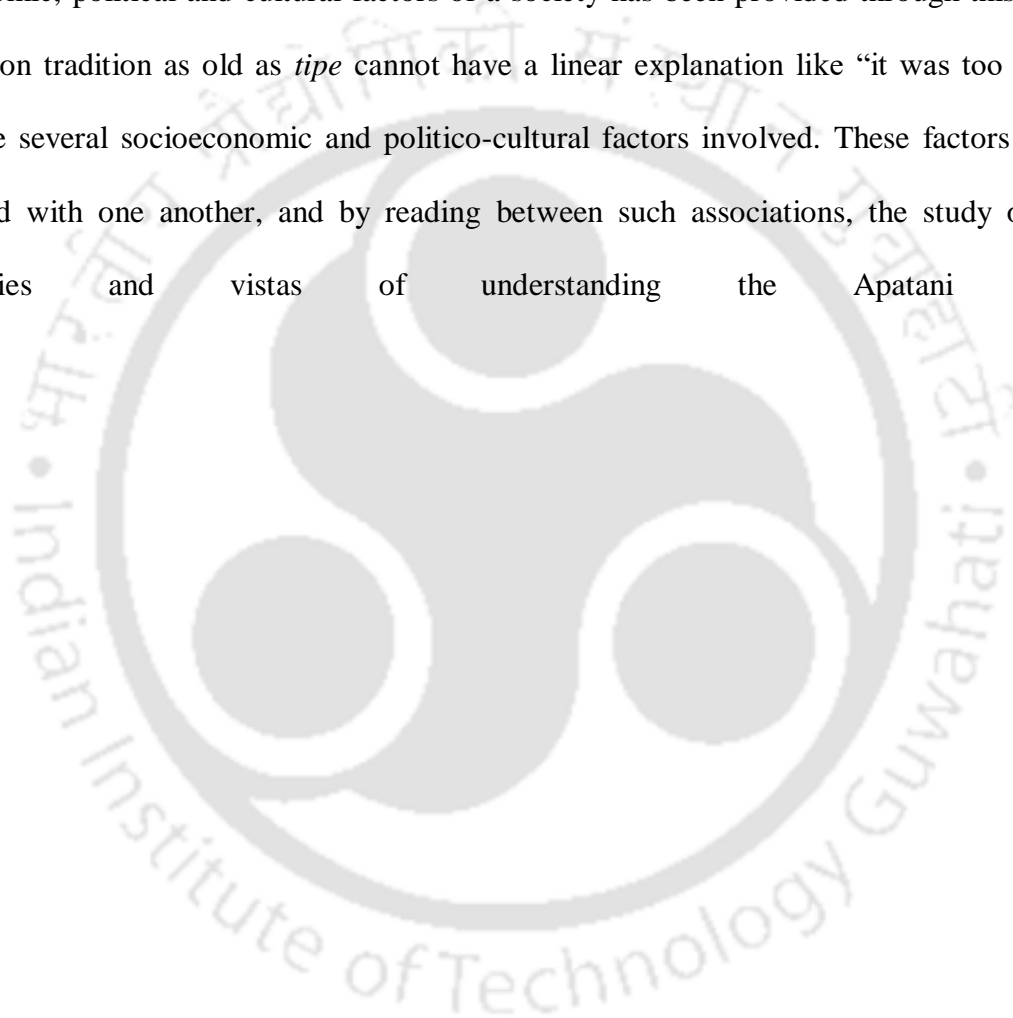 omic, political and cultural factors of a society has been provided through this
on tradition as old as tipe cannot have a linear explanation like “it was too
e several socioeconomic and politico-cultural factors involved. These factors
d with one another, and by reading between such associations, the study
ies and vistas of understanding the Apatani
भारतीय प्रौद्योगिकी संस्थान गुवाहाटी
Indian Institute of Technology Guwahati